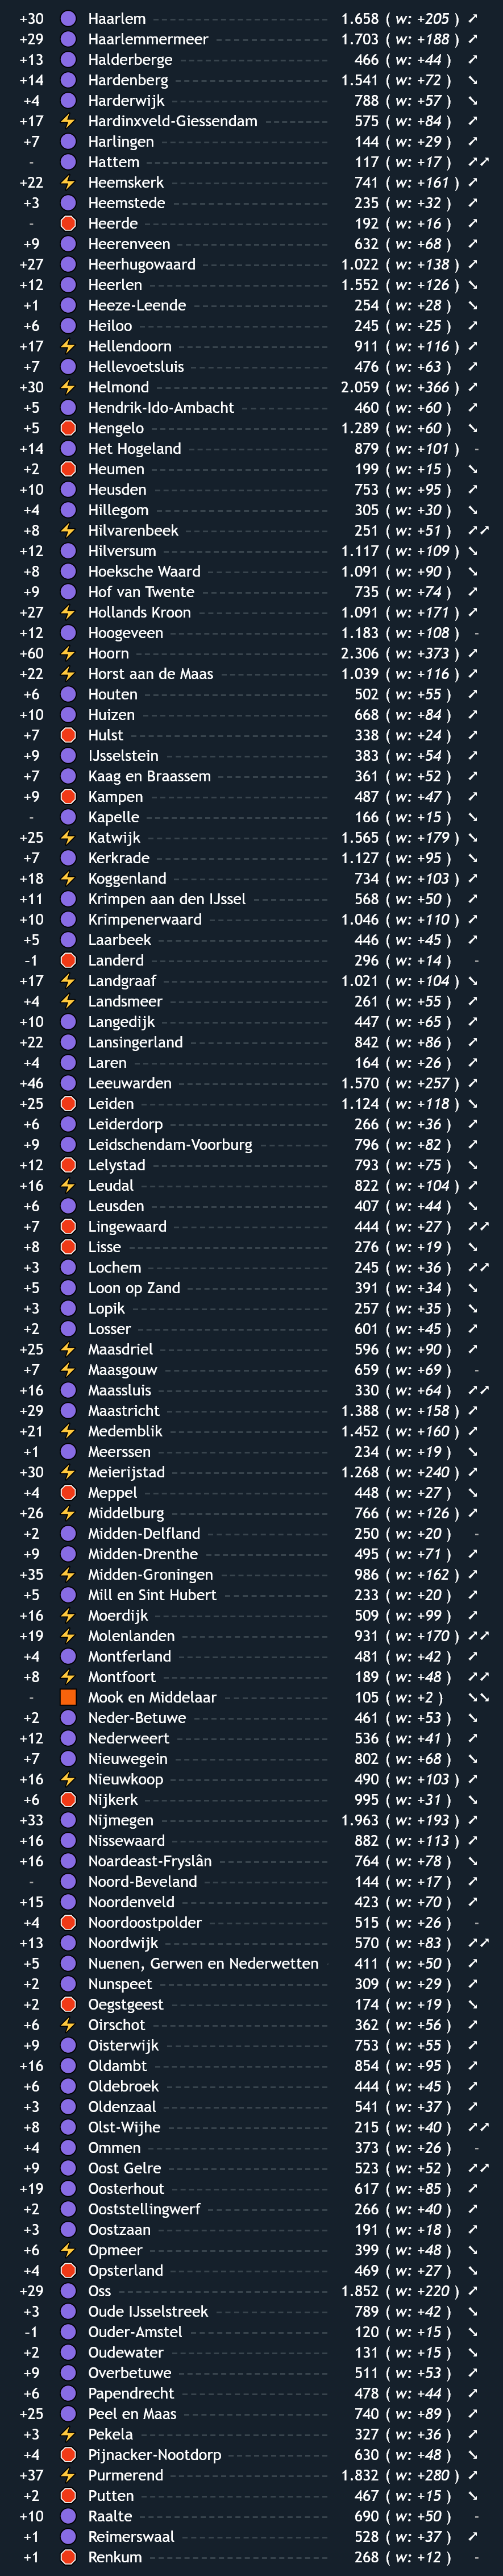 +30 Haarlem 1.658 ( w: +205 )
+29 Haarlemmermeer 1.703 ( w: +188 )
+13 Halderberge 466 ( w: +44 )
+14 Hardenberg 1.541 ( w: +72 )
+4 Harderwijk 788 ( w: +57 )
+17 Hardinxveld-Giessendam 575 ( w: +84 )
+7 Harlingen 144 ( w: +29 )
- Hattem 117 ( w: +17 )
+22 Heemskerk 741 ( w: +161 )
+3 Heemstede 235 ( w: +32 )
- Heerde 192 ( w: +16 )
+9 Heerenveen 632 ( w: +68 )
+27 Heerhugowaard 1.022 ( w: +138 )
+12 Heerlen 1.552 ( w: +126 )
+1 Heeze-Leende 254 ( w: +28 )
+6 Heiloo 245 ( w: +25 )
+17 Hellendoorn 911 ( w: +116 )
+7 Hellevoetsluis 476 ( w: +63 )
+30 Helmond 2.059 ( w: +366 )
+5 Hendrik-Ido-Ambacht 460 ( w: +60 )
+5 Hengelo 1.289 ( w: +60 )
+14 Het Hogeland 879 ( w: +101 ) -
+2 Heumen 199 ( w: +15 )
+10 Heusden 753 ( w: +95 )
+4 Hillegom 305 ( w: +30 )
+8 Hilvarenbeek 251 ( w: +51 )
+12 Hilversum 1.117 ( w: +109 )
+8 Hoeksche Waard 1.091 ( w: +90 )
+9 Hof van Twente 735 ( w: +74 )
+27 Hollands Kroon 1.091 ( w: +171 )
+12 Hoogeveen 1.183 ( w: +108 ) -
+60 Hoorn 2.306 ( w: +373 )
+22 Horst aan de Maas 1.039 ( w: +116 )
+6 Houten 502 ( w: +55 )
+10 Huizen 668 ( w: +84 )
+7 Hulst 338 ( w: +24 )
+9 IJsselstein 383 ( w: +54 )
+7 Kaag en Braassem 361 ( w: +52 )
+9 Kampen 487 ( w: +47 )
- Kapelle 166 ( w: +15 )
+25 Katwijk 1.565 ( w: +179 )
+7 Kerkrade 1.127 ( w: +95 )
+18 Koggenland 734 ( w: +103 )
+11 Krimpen aan den IJssel 568 ( w: +50 )
+10 Krimpenerwaard 1.046 ( w: +110 )
+5 Laarbeek 446 ( w: +45 )
-1 Landerd 296 ( w: +14 ) -
+17 Landgraaf 1.021 ( w: +104 )
+4 Landsmeer 261 ( w: +55 )
+10 Langedijk 447 ( w: +65 )
+22 Lansingerland 842 ( w: +86 )
+4 Laren 164 ( w: +26 )
+46 Leeuwarden 1.570 ( w: +257 )
+25 Leiden 1.124 ( w: +118 )
+6 Leiderdorp 266 ( w: +36 )
+9 Leidschendam-Voorburg 796 ( w: +82 )
+12 Lelystad 793 ( w: +75 )
+16 Leudal 822 ( w: +104 )
+6 Leusden 407 ( w: +44 )
+7 Lingewaard 444 ( w: +27 )
+8 Lisse 276 ( w: +19 )
+3 Lochem 245 ( w: +36 )
+5 Loon op Zand 391 ( w: +34 )
+3 Lopik 257 ( w: +35 )
+2 Losser 601 ( w: +45 )
+25 Maasdriel 596 ( w: +90 )
+7 Maasgouw 659 ( w: +69 ) -
+16 Maassluis 330 ( w: +64 )
+29 Maastricht 1.388 ( w: +158 )
+21 Medemblik 1.452 ( w: +160 )
+1 Meerssen 234 ( w: +19 )
+30 Meierijstad 1.268 ( w: +240 )
+4 Meppel 448 ( w: +27 )
+26 Middelburg 766 ( w: +126 )
+2 Midden-Delfland 250 ( w: +20 ) -
+9 Midden-Drenthe 495 ( w: +71 )
+35 Midden-Groningen 986 ( w: +162 )
+5 Mill en Sint Hubert 233 ( w: +20 )
+16 Moerdijk 509 ( w: +99 )
+19 Molenlanden 931 ( w: +170 )
+4 Montferland 481 ( w: +42 )
+8 Montfoort 189 ( w: +48 )
- Mook en Middelaar 105 ( w: +2 )
+2 Neder-Betuwe 461 ( w: +53 )
+12 Nederweert 536 ( w: +41 )
+7 Nieuwegein 802 ( w: +68 )
+16 Nieuwkoop 490 ( w: +103 )
+6 Nijkerk 995 ( w: +31 )
+33 Nijmegen 1.963 ( w: +193 )
+16 Nissewaard 882 ( w: +113 )
+16 Noardeast-Fryslân 764 ( w: +78 )
- Noord-Beveland 144 ( w: +17 )
+15 Noordenveld 423 ( w: +70 )
+4 Noordoostpolder 515 ( w: +26 ) -
+13 Noordwijk 570 ( w: +83 )
+5 Nuenen, Gerwen en Nederwetten 411 ( w: +50 )
+2 Nunspeet 309 ( w: +29 )
+2 Oegstgeest 174 ( w: +19 )
+6 Oirschot 362 ( w: +56 )
+9 Oisterwijk 753 ( w: +55 )
+16 Oldambt 854 ( w: +95 )
+6 Oldebroek 444 ( w: +45 )
+3 Oldenzaal 541 ( w: +37 )
+8 Olst-Wijhe 215 ( w: +40 )
+4 Ommen 373 ( w: +26 ) -
+9 Oost Gelre 523 ( w: +52 )
+19 Oosterhout 617 ( w: +85 )
+2 Ooststellingwerf 266 ( w: +40 )
+3 Oostzaan 191 ( w: +18 )
+6 Opmeer 399 ( w: +48 )
+4 Opsterland 469 ( w: +27 )
+29 Oss 1.852 ( w: +220 )
+3 Oude IJsselstreek 789 ( w: +42 )
-1 Ouder-Amstel 120 ( w: +15 )
+2 Oudewater 131 ( w: +15 )
+9 Overbetuwe 511 ( w: +53 )
+6 Papendrecht 478 ( w: +44 )
+25 Peel en Maas 740 ( w: +89 )
+3 Pekela 327 ( w: +36 )
+4 Pijnacker-Nootdorp 630 ( w: +48 )
+37 Purmerend 1.832 ( w: +280 )
+2 Putten 467 ( w: +15 )
+10 Raalte 690 ( w: +50 ) -
+1 Reimerswaal 528 ( w: +37 )
+1 Renkum 268 ( w: +12 ) -